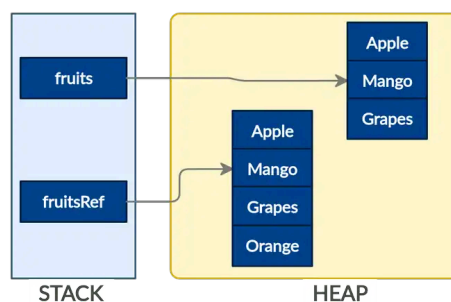 fruits
fruitsRef
Apple
Mango
Grapes
Apple
Mango
Grapes
Orange
STACK
HEAP